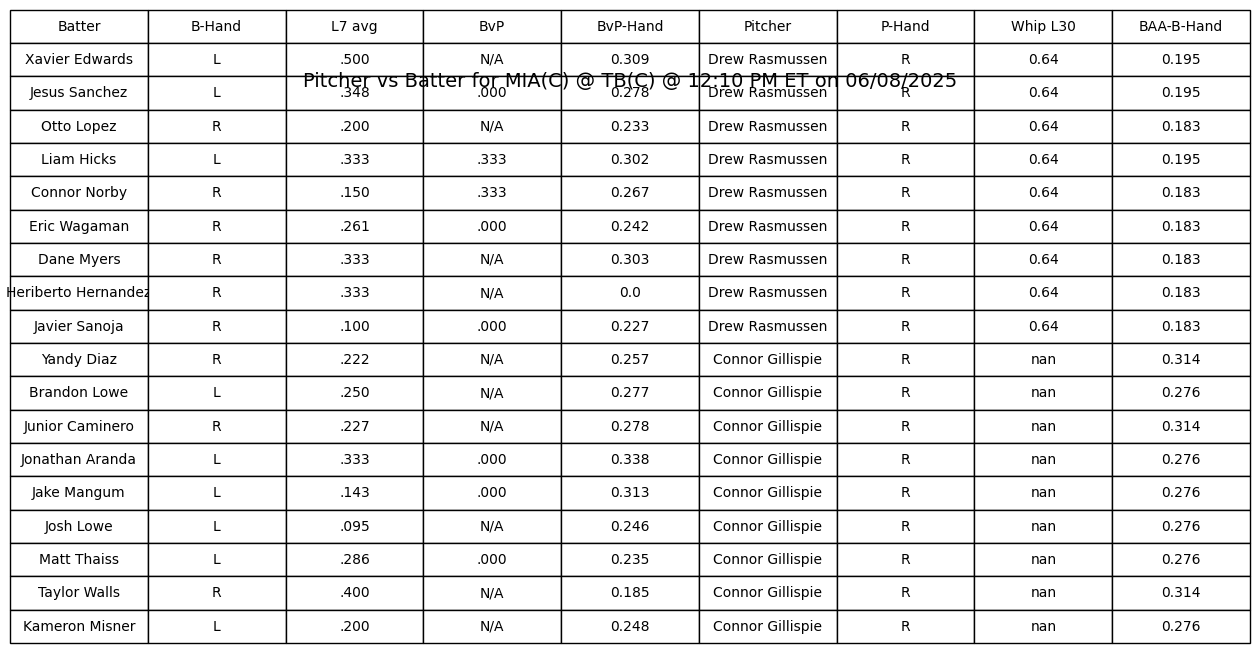 Batter B-Hand L7 avg BvP BvP-Hand Pitcher P-Hand Whip L30 BAA-B-Hand
Xavier Edwards L .500 N/A 0.309 Drew Rasmussen R 0.64 0.195
Pitcher vs Batter for MIA(C) @ TB(C) @ 12:10 PM ET on 06/08/2025
Jesus Sanchez L .348 .000 0.278 Drew Rasmussen R 0.64 0.195
Otto Lopez R .200 N/A 0.233 Drew Rasmussen R 0.64 0.183
Liam Hicks L .333 .333 0.302 Drew Rasmussen R 0.64 0.195
Connor Norby R .150 .333 0.267 Drew Rasmussen R 0.64 0.183
Eric Wagaman R .261 .000 0.242 Drew Rasmussen R 0.64 0.183
Dane Myers R .333 N/A 0.303 Drew Rasmussen R 0.64 0.183
Heriberto Hernandez R .333 N/A 0.0 Drew Rasmussen R 0.64 0.183
Javier Sanoja R .100 .000 0.227 Drew Rasmussen R 0.64 0.183
Yandy Diaz R .222 N/A 0.257 Connor Gillispie R nan 0.314
Brandon Lowe L .250 N/A 0.277 Connor Gillispie R nan 0.276
Junior Caminero R .227 N/A 0.278 Connor Gillispie R nan 0.314
Jonathan Aranda L .333 .000 0.338 Connor Gillispie R nan 0.276
Jake Mangum L .143 .000 0.313 Connor Gillispie R nan 0.276
Josh Lowe L .095 N/A 0.246 Connor Gillispie R nan 0.276
Matt Thaiss L .286 .000 0.235 Connor Gillispie R nan 0.276
Taylor Walls R .400 N/A 0.185 Connor Gillispie R nan 0.314
Kameron Misner L .200 N/A 0.248 Connor Gillispie R nan 0.276